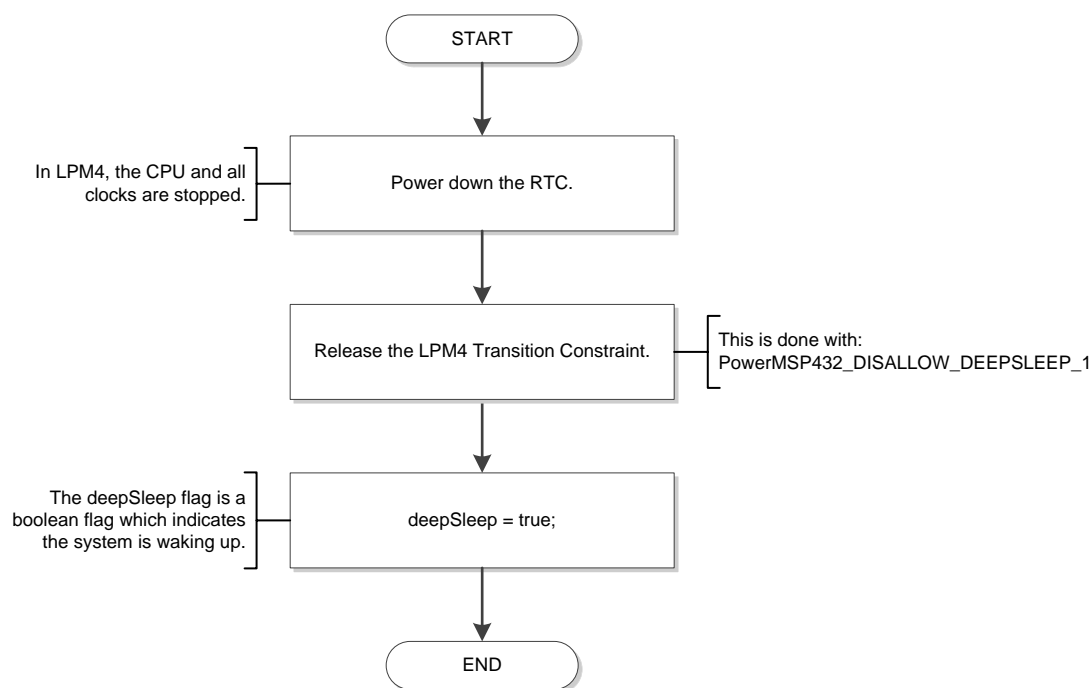 START
In LPM4, the CPU and all
clocks are stopped.
Power down the RTC.
Release the LPM4 Transition Constraint.
This is done with:
PowerMSP432_DISALLOW_DEEPSLEEP_1
The deepSleep flag is a
boolean flag which indicates
the system is waking up.
deepSleep = true;
END